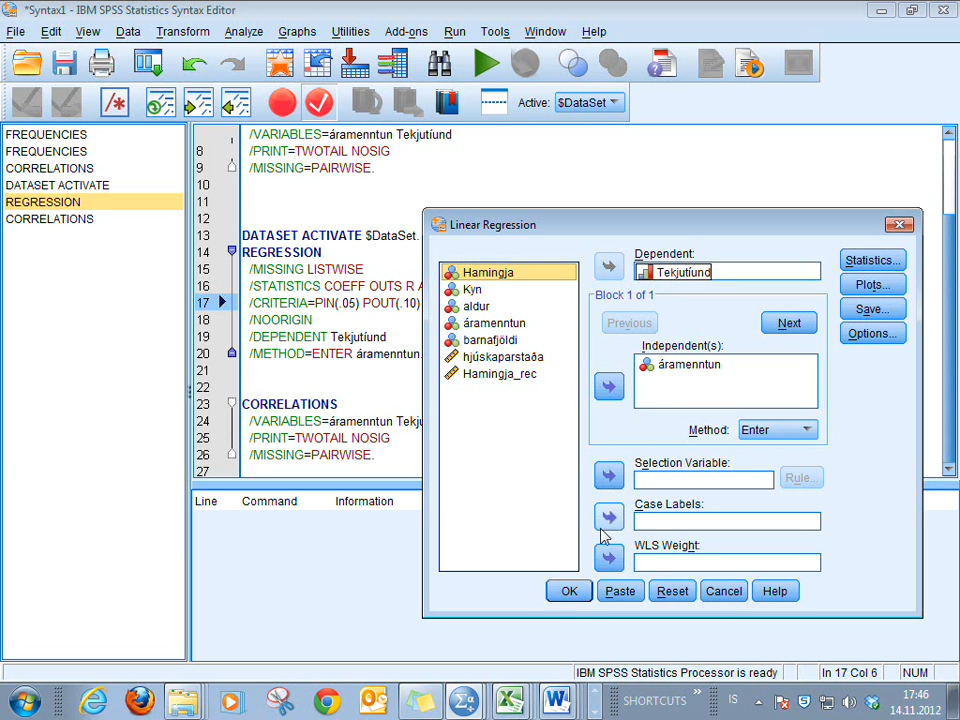 *Syntax1 - IBM SPSS Statistics Syntax Editor
File Edit View Data Transform Analyze Graphs Utilities Add-ons Run Tools Window Help
Active: $DataSet
FREQUENCIES
FREQUENCIES
CORRELATIONS
DATASET ACTIVATE
REGRESSION
CORRELATIONS
/VARIABLES=áramenntun Tekjutíund
8 /PRINT=TWOTAIL NOSIG
9 /MISSING=PAIRWISE.
10
11
12
13 DATASET ACTIVATE $DataSet.
14 REGRESSION
15 /MISSING LISTWISE
16 /STATISTICS COEFF OUTS R
17 /CRITERIA=PIN(.05) POUT(.10)
18 /NOORIGIN
19 /DEPENDENT Tekjutíund
20 /METHOD=ENTER áramenntun.
21
22
23 CORRELATIONS
24 /VARIABLES=áramenntun
25 /PRINT=TWOTAIL NOSIG
26 /MISSING=PAIRWISE.
27
Line Command Information
Linear Regression
Hamingja
Kyn
aldur
áramenntun
barnafjöldi
hjúskaparstaða
Hamingja_rec
Dependent:
Tekjutíund
Block 1 of 1
Previous Next
Independent(s):
áramenntun
Method: Enter
Selection Variable:
Rule...
Case Labels:
WLS Weight:
Statistics...
Plots...
Save...
Options...
OK Paste Reset Cancel Help
IBM SPSS Statistics Processor is ready In 17 Col 6 NUM
SHORTCUTS » IS 17:46
14.11.2012